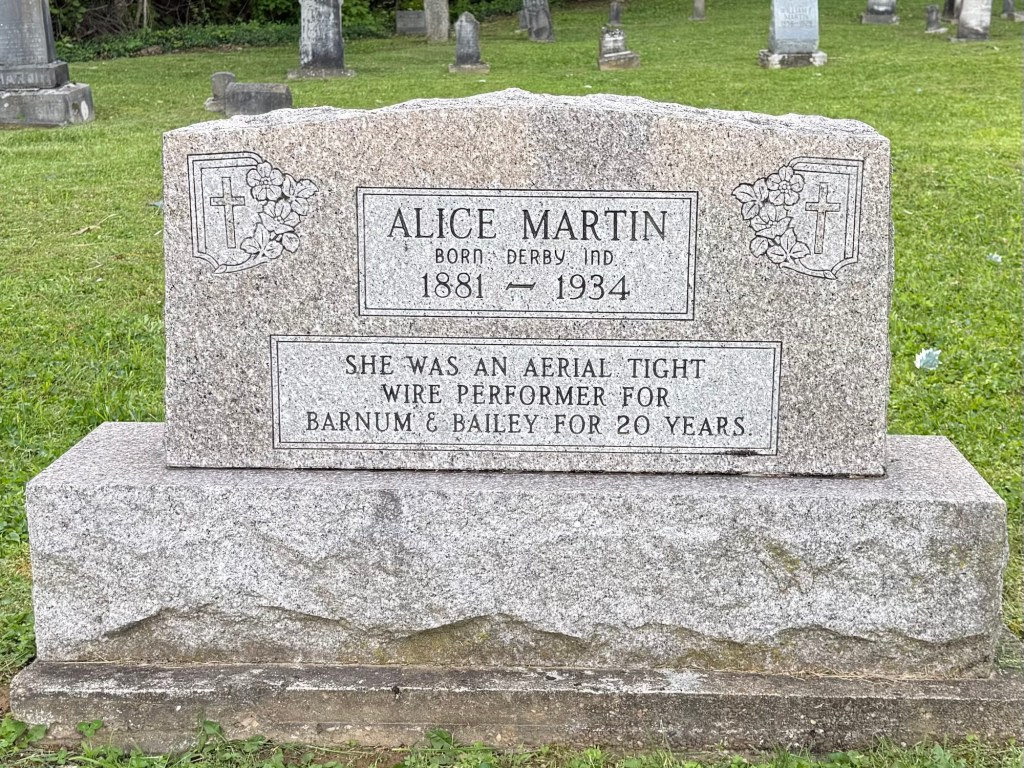 ALICE MARTIN
BORN DERBY IND.
1881 — 1934
SHE WAS AN AERIAL TIGHT
WIRE PERFORMER FOR
BARNUM & BAILEY FOR 20 YEARS.